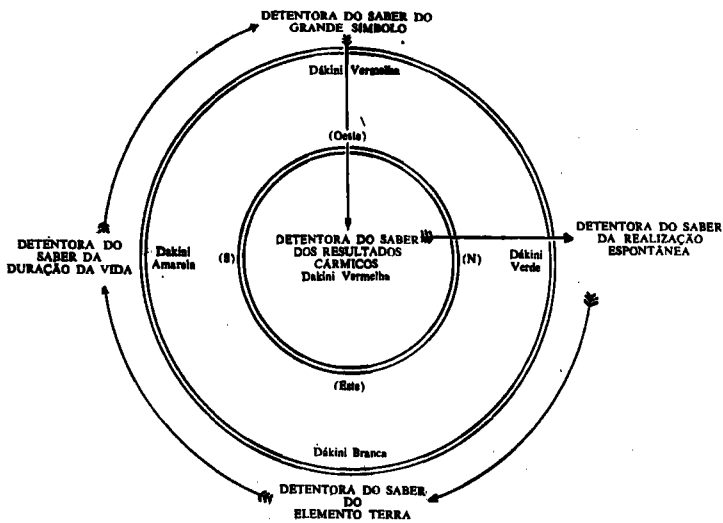 DETENTORA DO SABER DO
GRANDE SÍMBOLO
Dákini Vermelha
(Oeste)
DETENTORA DO
SABER DA
DURAÇÃO DA VIDA
Dakini
Amarela
(S)
DETENTORA DO SABER
DOS RESULTADOS
CÁRMICOS
Dakini Vermelha
(N)
Dákini
Verde
DETENTORA DO SABER
DA REALIZAÇÃO
ESPONTÂNEA
(Este)
Dákini Branca
DETENTORA DO SABER
DO
ELEMENTO TERRA